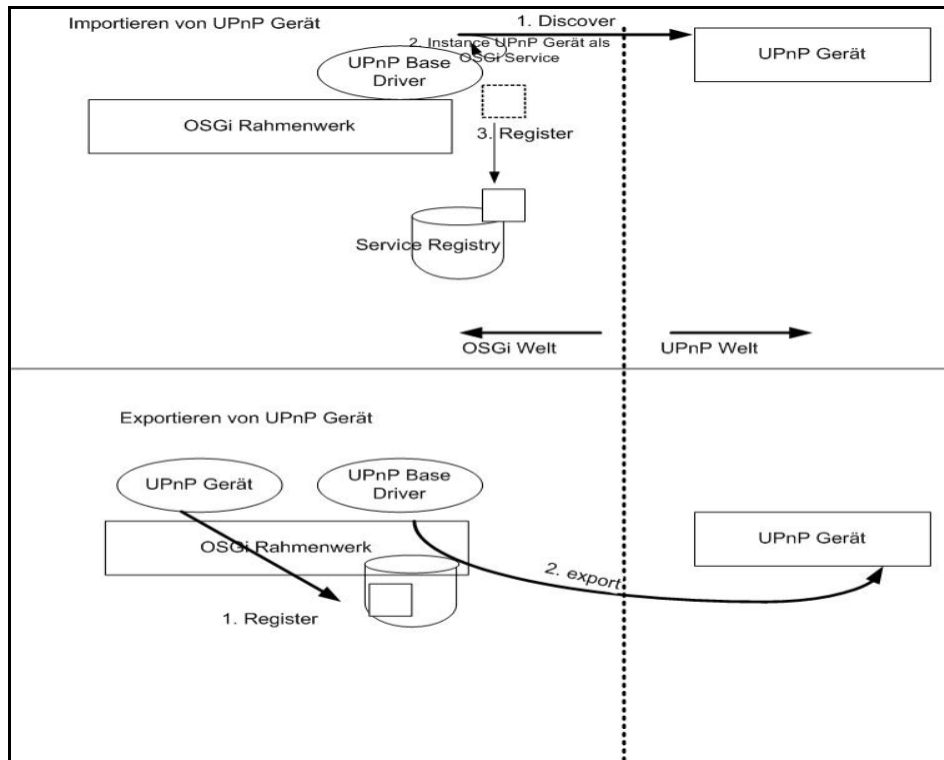 Importieren von UPnP Gerät
1. Discover
2. Instance UPnP Gerät als
OSGi Service
UPnP Base
Driver
UPnP Gerät
OSGi Rahmenwerk
3. Register
Service Registry
OSGi Welt
UPnP Welt
Exportieren von UPnP Gerät
UPnP Gerät
UPnP Base
Driver
OSGi Rahmenwerk
UPnP Gerät
2. export
1. Register